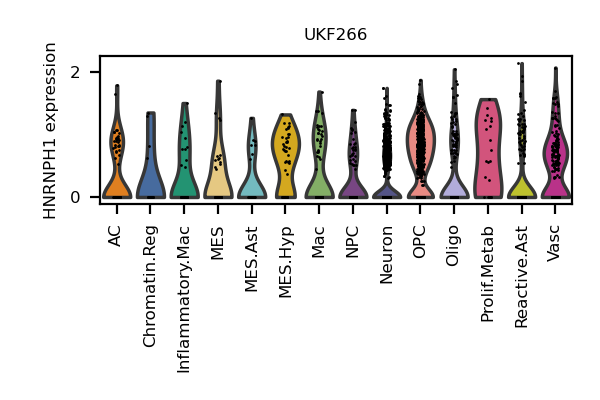 UKF266
HNRNPH1 expression
2
0
AC
Chromatin.Reg
Inflammatory.Mac
MES
MES.Ast
MES.Hyp
Mac
NPC
Neuron
OPC
Oligo
Prolif.Metab
Reactive.Ast
Vasc